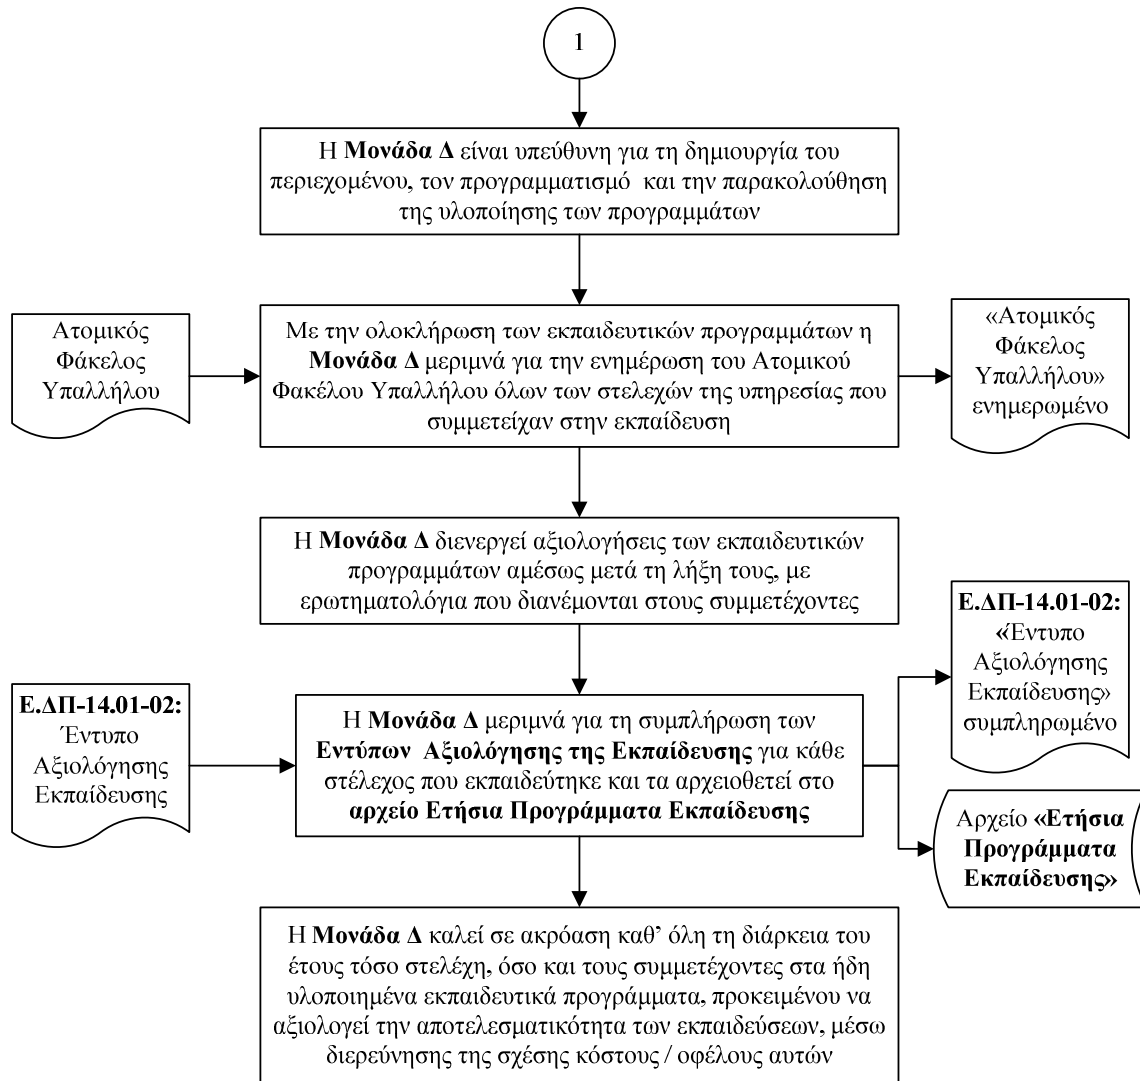 1
Η Μονάδα Δ είναι υπεύθυνη για τη δημιουργία του
περιεχομένου, τον προγραμματισμό και την παρακολούθηση
της υλοποίησης των προγραμμάτων
Ατομικός
Φάκελος
Υπαλλήλου
Με την ολοκλήρωση των εκπαιδευτικών προγραμμάτων η
Μονάδα Δ μεριμνά για την ενημέρωση του Ατομικού
Φακέλου Υπαλλήλου όλων των στελεχών της υπηρεσίας που
συμμετείχαν στην εκπαίδευση
«Ατομικός
Φάκελος
Υπαλλήλου»
ενημερωμένο
Η Μονάδα Δ διενεργεί αξιολογήσεις των εκπαιδευτικών
προγραμμάτων αμέσως μετά τη λήξη τους, με
ερωτηματολόγια που διανέμονται στους συμμετέχοντες
Ε.ΔΠ-14.01-02:
Έντυπο
Αξιολόγησης
Εκπαίδευσης
Η Μονάδα Δ μεριμνά για τη συμπλήρωση των
Εντύπων Αξιολόγησης της Εκπαίδευσης για κάθε
στέλεχος που εκπαιδεύτηκε και τα αρχειοθετεί στο
αρχείο Ετήσια Προγράμματα Εκπαίδευσης
Ε.ΔΠ-14.01-02:
«Έντυπο
Αξιολόγησης
Εκπαίδευσης»
συμπληρωμένο
Αρχείο «Ετήσια
Προγράμματα
Εκπαίδευσης»
Η Μονάδα Δ καλεί σε ακρόαση καθ’ όλη τη διάρκεια του
έτους τόσο στελέχη, όσο και τους συμμετέχοντες στα ήδη
υλοποιημένα εκπαιδευτικά προγράμματα, προκειμένου να
αξιολογεί την αποτελεσματικότητα των εκπαιδεύσεων, μέσω
διερεύνησης της σχέσης κόστους / οφέλους αυτών